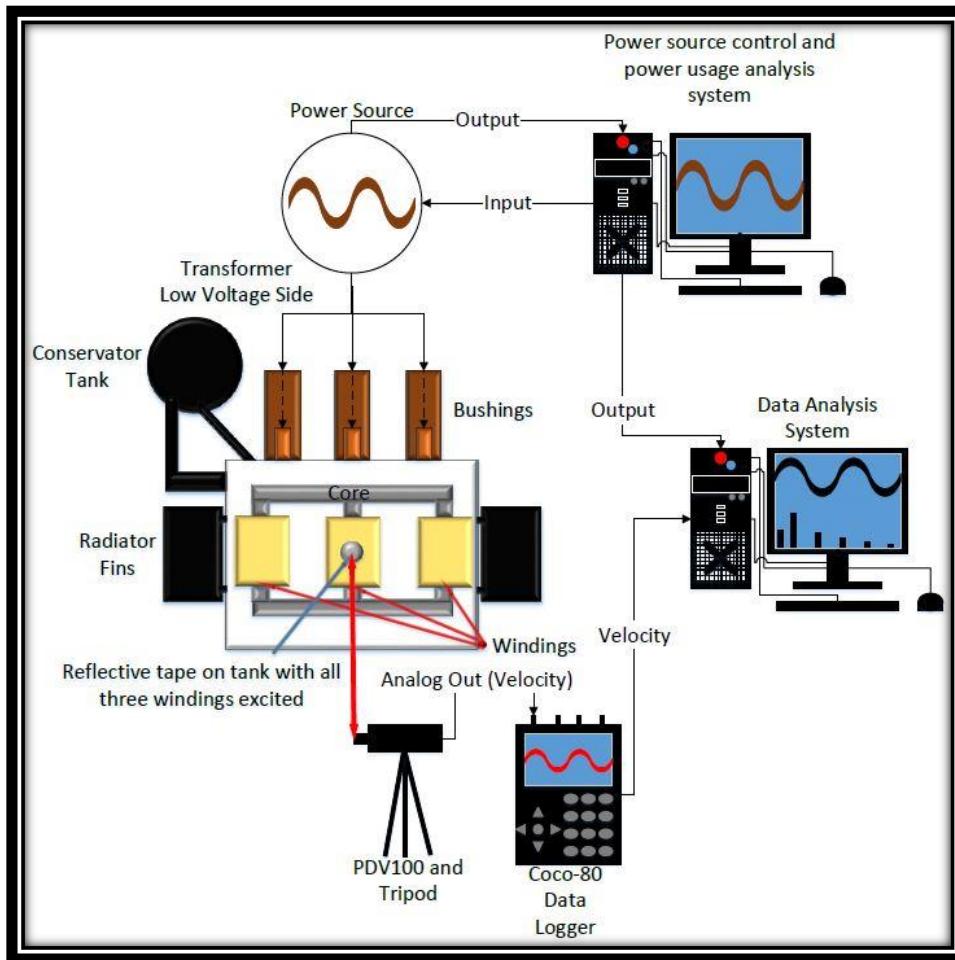 Power source control and
power usage analysis
system
Power Source
Output
Input
Transformer
Low Voltage Side
Conservator
Tank
Bushings
Output
Data Analysis
System
Core
Radiator
Fins
Velocity
Windings
Reflective tape on tank with all
three windings excited
Analog Out (Velocity)
PDV100 and
Tripod
Coco-80
Data
Logger